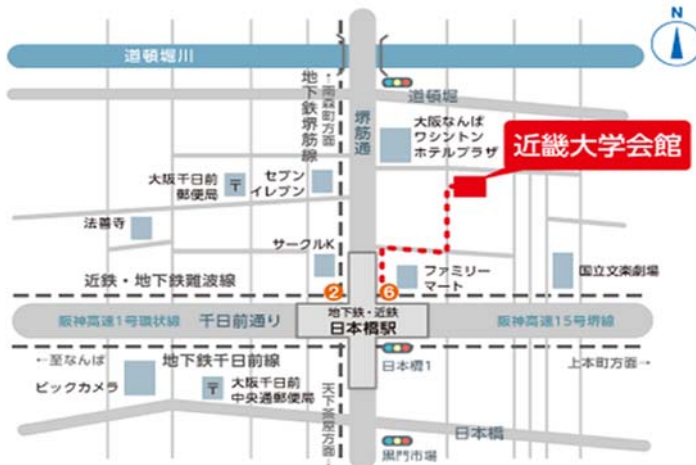 N
道頓堀川
地下鉄堺筋線
←南森町方面
堺筋通
道頓堀
大阪なんば
ワシントン
ホテルプラザ
近畿大学会館
大阪千日前
郵便局
〒
セブン
イレブン
法善寺
サークルK
ファミリー
マート
国立文楽劇場
近鉄・地下鉄難波線
2
6
地下鉄・近鉄
日本橋駅
阪神高速1号環状線
千日前通り
阪神高速15号堺線
←至なんば
地下鉄千日前線
日本橋1
上本町方面→
ビックカメラ
〒
大阪千日前
中央通郵便局
天下茶屋方面→
日本橋
黒門市場